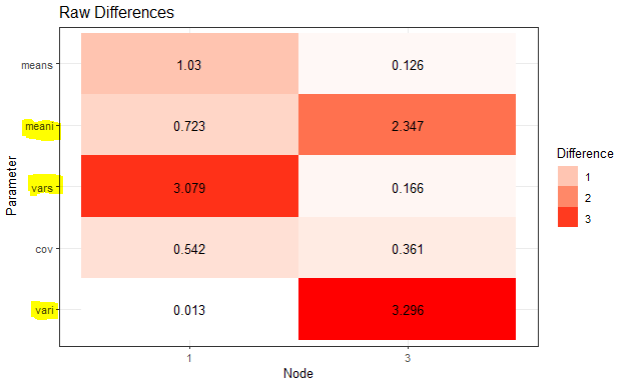 Raw Differences
means
1.03
0.126
meani
0.723
2.347
Parameter
vars
3.079
0.166
cov
0.542
0.361
vari
0.013
3.296
1
3
Node
Difference
1
2
3